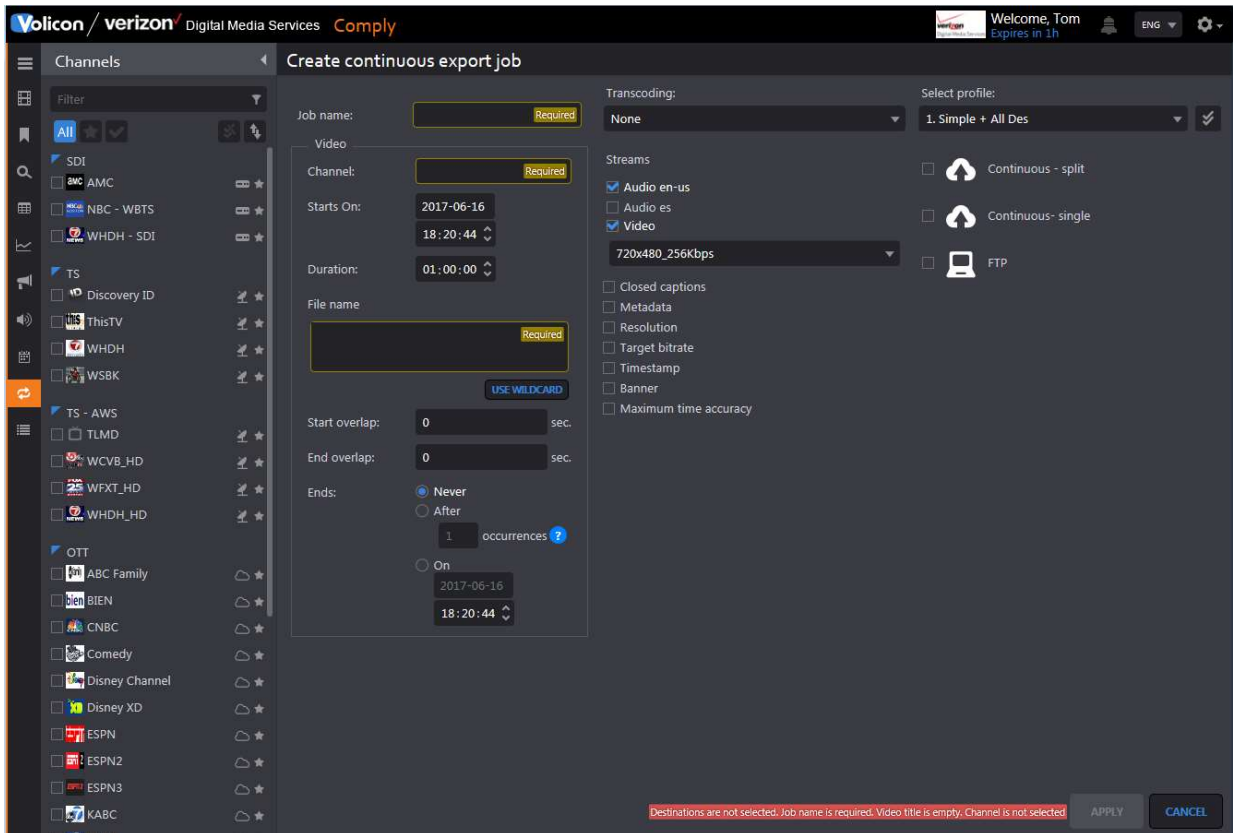 Volicon / verizon Digital Media Services Comply
Welcome, Tom
Expires in 1h
ENG
Channels
Filter
All
SDI
AMC
NBC - WBTS
WHDH - SDI
TS
Discovery ID
ThisTV
WHDH
WSBK
TS - AWS
TLMD
WCVB_HD
WFXT_HD
WHDH_HD
OTT
ABC Family
BIEN
CNBC
Comedy
Disney Channel
Disney XD
ESPN
ESPN2
ESPN3
KABC
Create continuous export job
Job name:
Required
Video
Channel:
Required
Starts On:
2017-06-16
18:20:44
Duration:
01:00:00
File name
Required
USE WILDCARD
Start overlap:
0
sec.
End overlap:
0
sec.
Ends:
Never
After
1
occurrences ?
On
2017-06-16
18:20:44
Transcoding:
None
Streams
Audio en-us
Audio es
Video
720x480_256Kbps
Closed captions
Metadata
Resolution
Target bitrate
Timestamp
Banner
Maximum time accuracy
Select profile:
1. Simple + All Des
Continuous - split
Continuous- single
FTP
Destinations are not selected. Job name is required. Video title is empty. Channel is not selected
APPLY
CANCEL